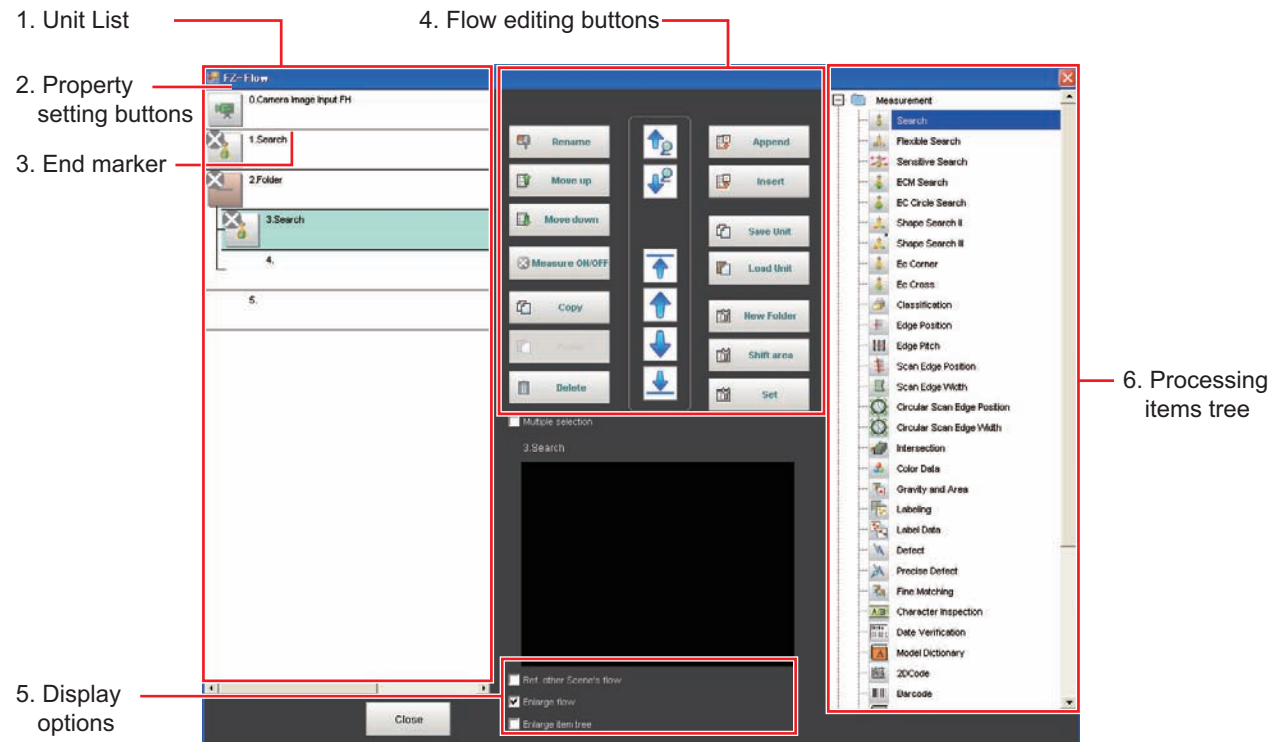 1. Unit List
4. Flow editing buttons
2. Property
setting buttons
3. End marker
FZ-Flow
0.Camera Image Input FH
1.Search
2.Folder
3.Search
4.
5.
Rename
Move up
Move down
Measure ON/OFF
Copy
Delete
Append
Insert
Save Unit
Load Unit
New Folder
Shift area
Set
Multiple selection
3.Search
5. Display
options
Ref. other Scene's flow
Enlarge flow
Enlarge item tree
Close
Measurement
Search
Flexible Search
Sensitive Search
ECM Search
EC Circle Search
Shape Search II
Shape Search III
Ec Corner
Ec Cross
Classification
Edge Position
Edge Pitch
Scan Edge Position
Scan Edge Width
Circular Scan Edge Position
Circular Scan Edge Width
Intersection
Color Data
Gravity and Area
Labeling
Label Data
Defect
Precise Defect
Fine Matching
Character Inspection
Date Verification
Model Dictionary
2DCode
Barcode
6. Processing
items tree